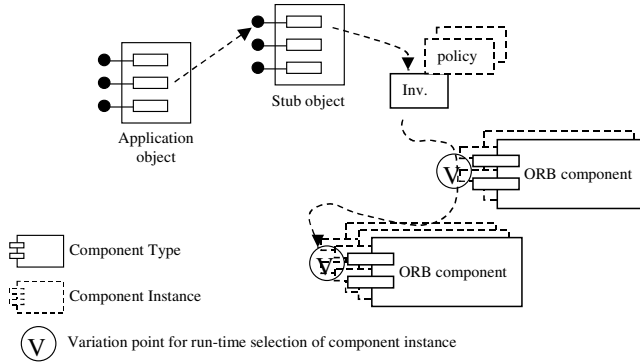 policy
Inv.
Stub object
Application
object
V
ORB component
V
ORB component
Component Type
Component Instance
V
Variation point for run-time selection of component instance